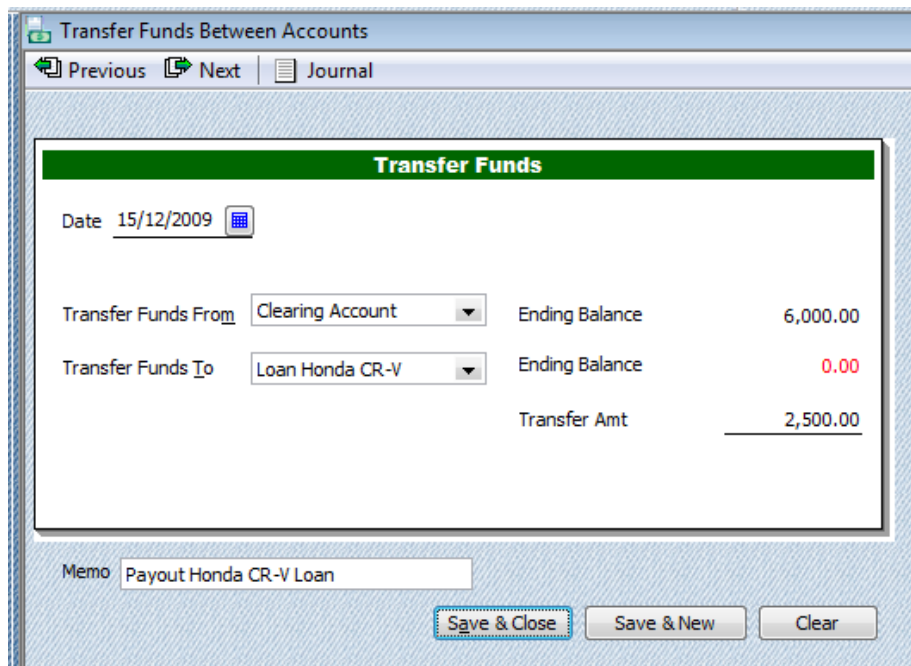 Transfer Funds Between Accounts
Previous Next Journal
Transfer Funds
Date 15/12/2009
Transfer Funds From Clearing Account Ending Balance 6,000.00
Transfer Funds To Loan Honda CR-V Ending Balance 0.00
Transfer Amt 2,500.00
Memo Payout Honda CR-V Loan
Save & Close Save & New Clear